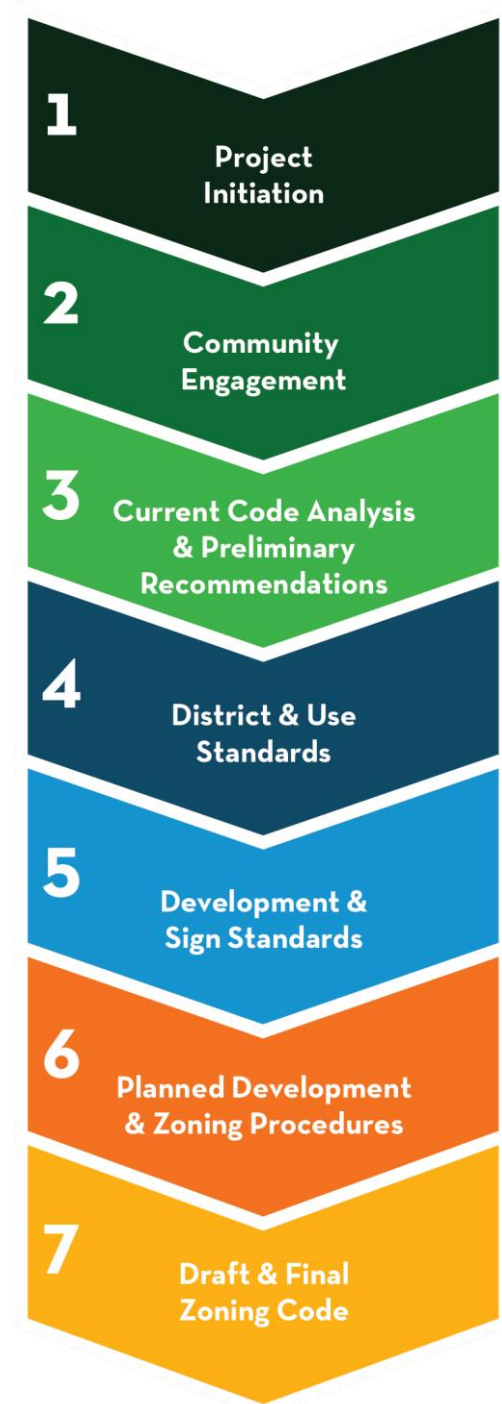 1
Project
Initiation
2
Community
Engagement
3
Current Code Analysis
& Preliminary
Recommendations
4
District & Use
Standards
5
Development &
Sign Standards
6
Planned Development
& Zoning Procedures
7
Draft & Final
Zoning Code